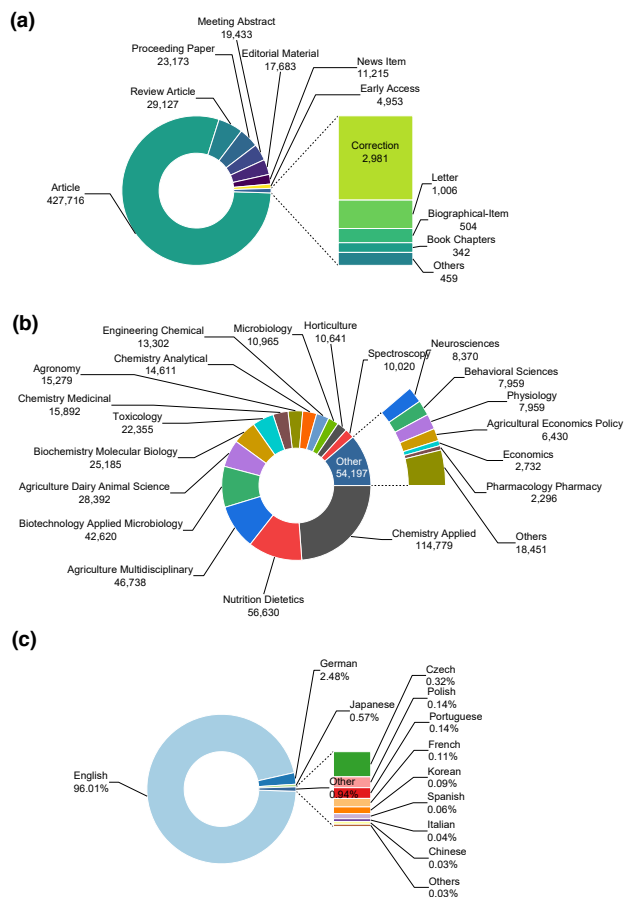 (a)
Meeting Abstract
19,433
Proceeding Paper
23,173
Editorial Material
17,683
News Item
11,215
Early Access
4,953
Review Article
29,127
Article
427,716
Correction
2,981
Letter
1,006
Biographical-Item
504
Book Chapters
342
Others
459
(b)
Engineering Chemical
13,302
Microbiology
10,965
Horticulture
10,641
Spectroscopy
10,020
Neurosciences
8,370
Chemistry Analytical
14,611
Agronomy
15,279
Behavioral Sciences
7,959
Chemistry Medicinal
15,892
Physiology
7,959
Toxicology
22,355
Agricultural Economics Policy
6,430
Biochemistry Molecular Biology
25,185
Economics
2,732
Other
54,197
Agriculture Dairy Animal Science
28,392
Pharmacology Pharmacy
2,296
Biotechnology Applied Microbiology
42,620
Chemistry Applied
114,779
Others
18,451
Agriculture Multidisciplinary
46,738
Nutrition Dietetics
56,630
(c)
German
2.48%
Czech
0.32%
Japanese
0.57%
Polish
0.14%
Portuguese
0.14%
English
96.01%
Other
0.94%
French
0.11%
Korean
0.09%
Spanish
0.06%
Italian
0.04%
Chinese
0.03%
Others
0.03%